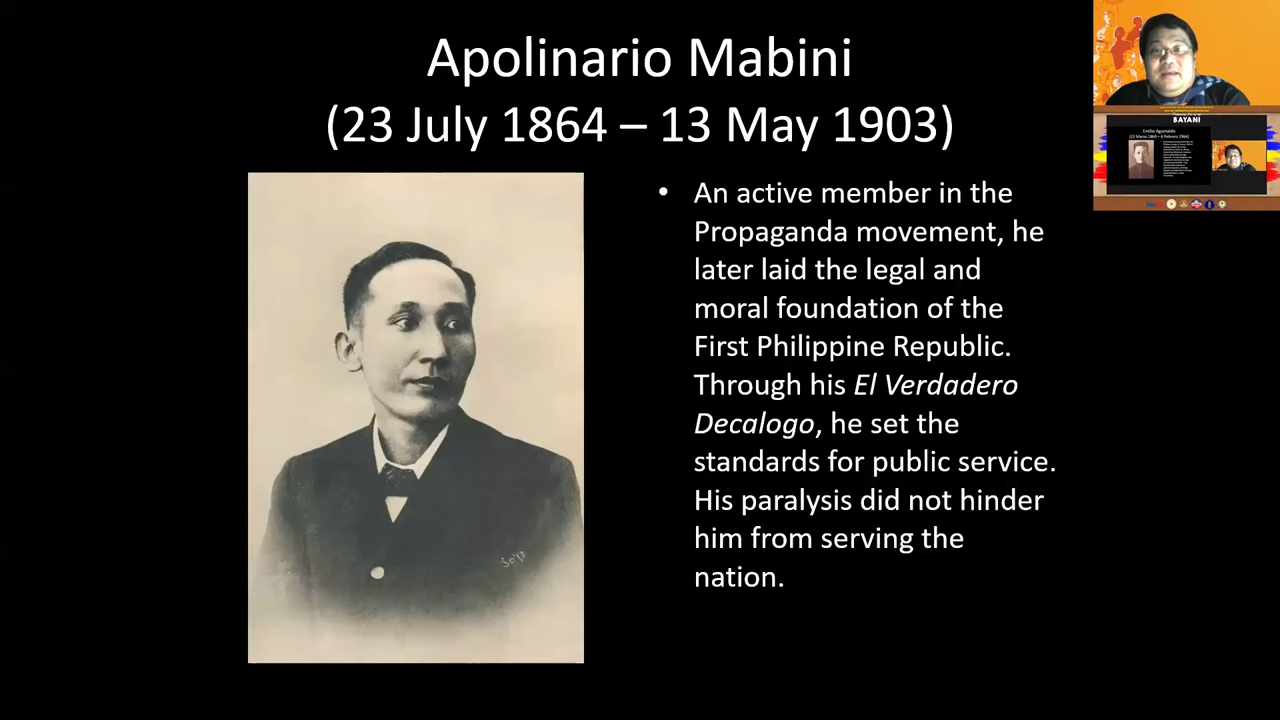 Apolinario Mabini
(23 July 1864 – 13 May 1903)
• An active member in the
Propaganda movement, he
later laid the legal and
moral foundation of the
First Philippine Republic.
Through his El Verdadero
Decalogo, he set the
standards for public service.
His paralysis did not hinder
him from serving the
nation.
BAYANI
Emilio Aguinaldo